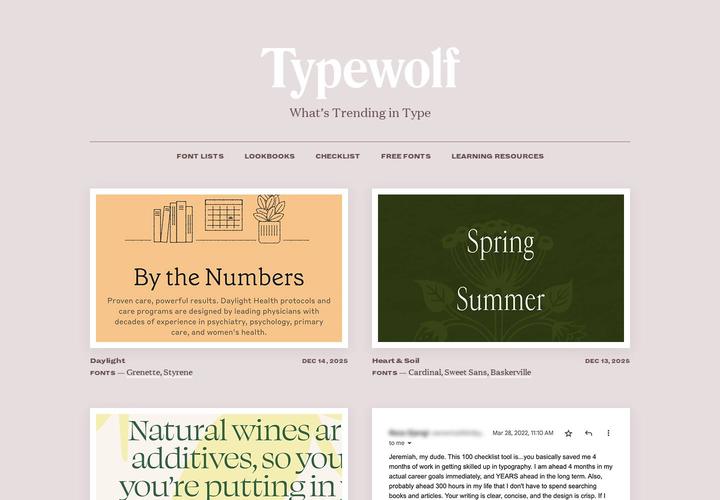 Typewolf
What's Trending in Type
FONT LISTS LOOKBOOKS CHECKLIST FREE FONTS LEARNING RESOURCES
By the Numbers
Proven care, powerful results. Daylight Health protocols and
care programs are designed by leading physicians with
decades of experience in psychiatry, psychology, primary
care, and women's health.
Daylight DEC 14, 2025
FONTS — Grenette, Styrene
Spring
Summer
Heart & Soil DEC 13, 2025
FONTS — Cardinal, Sweet Sans, Baskerville
Natural wines ar
additives, so you
you're putting in
Mar 28, 2022, 11:10 AM
to me
Jeremiah, my dude. This 100 checklist tool is...you basically saved me 4
months of work in getting skilled up in typography. I am ahead 4 months in my
actual career goals immediately, and YEARS ahead in the long term. Also,
probably ahead 300 hours in my life that I don't have to spend searching
books and articles. Your writing is clear, concise, and the design is crisp. If I